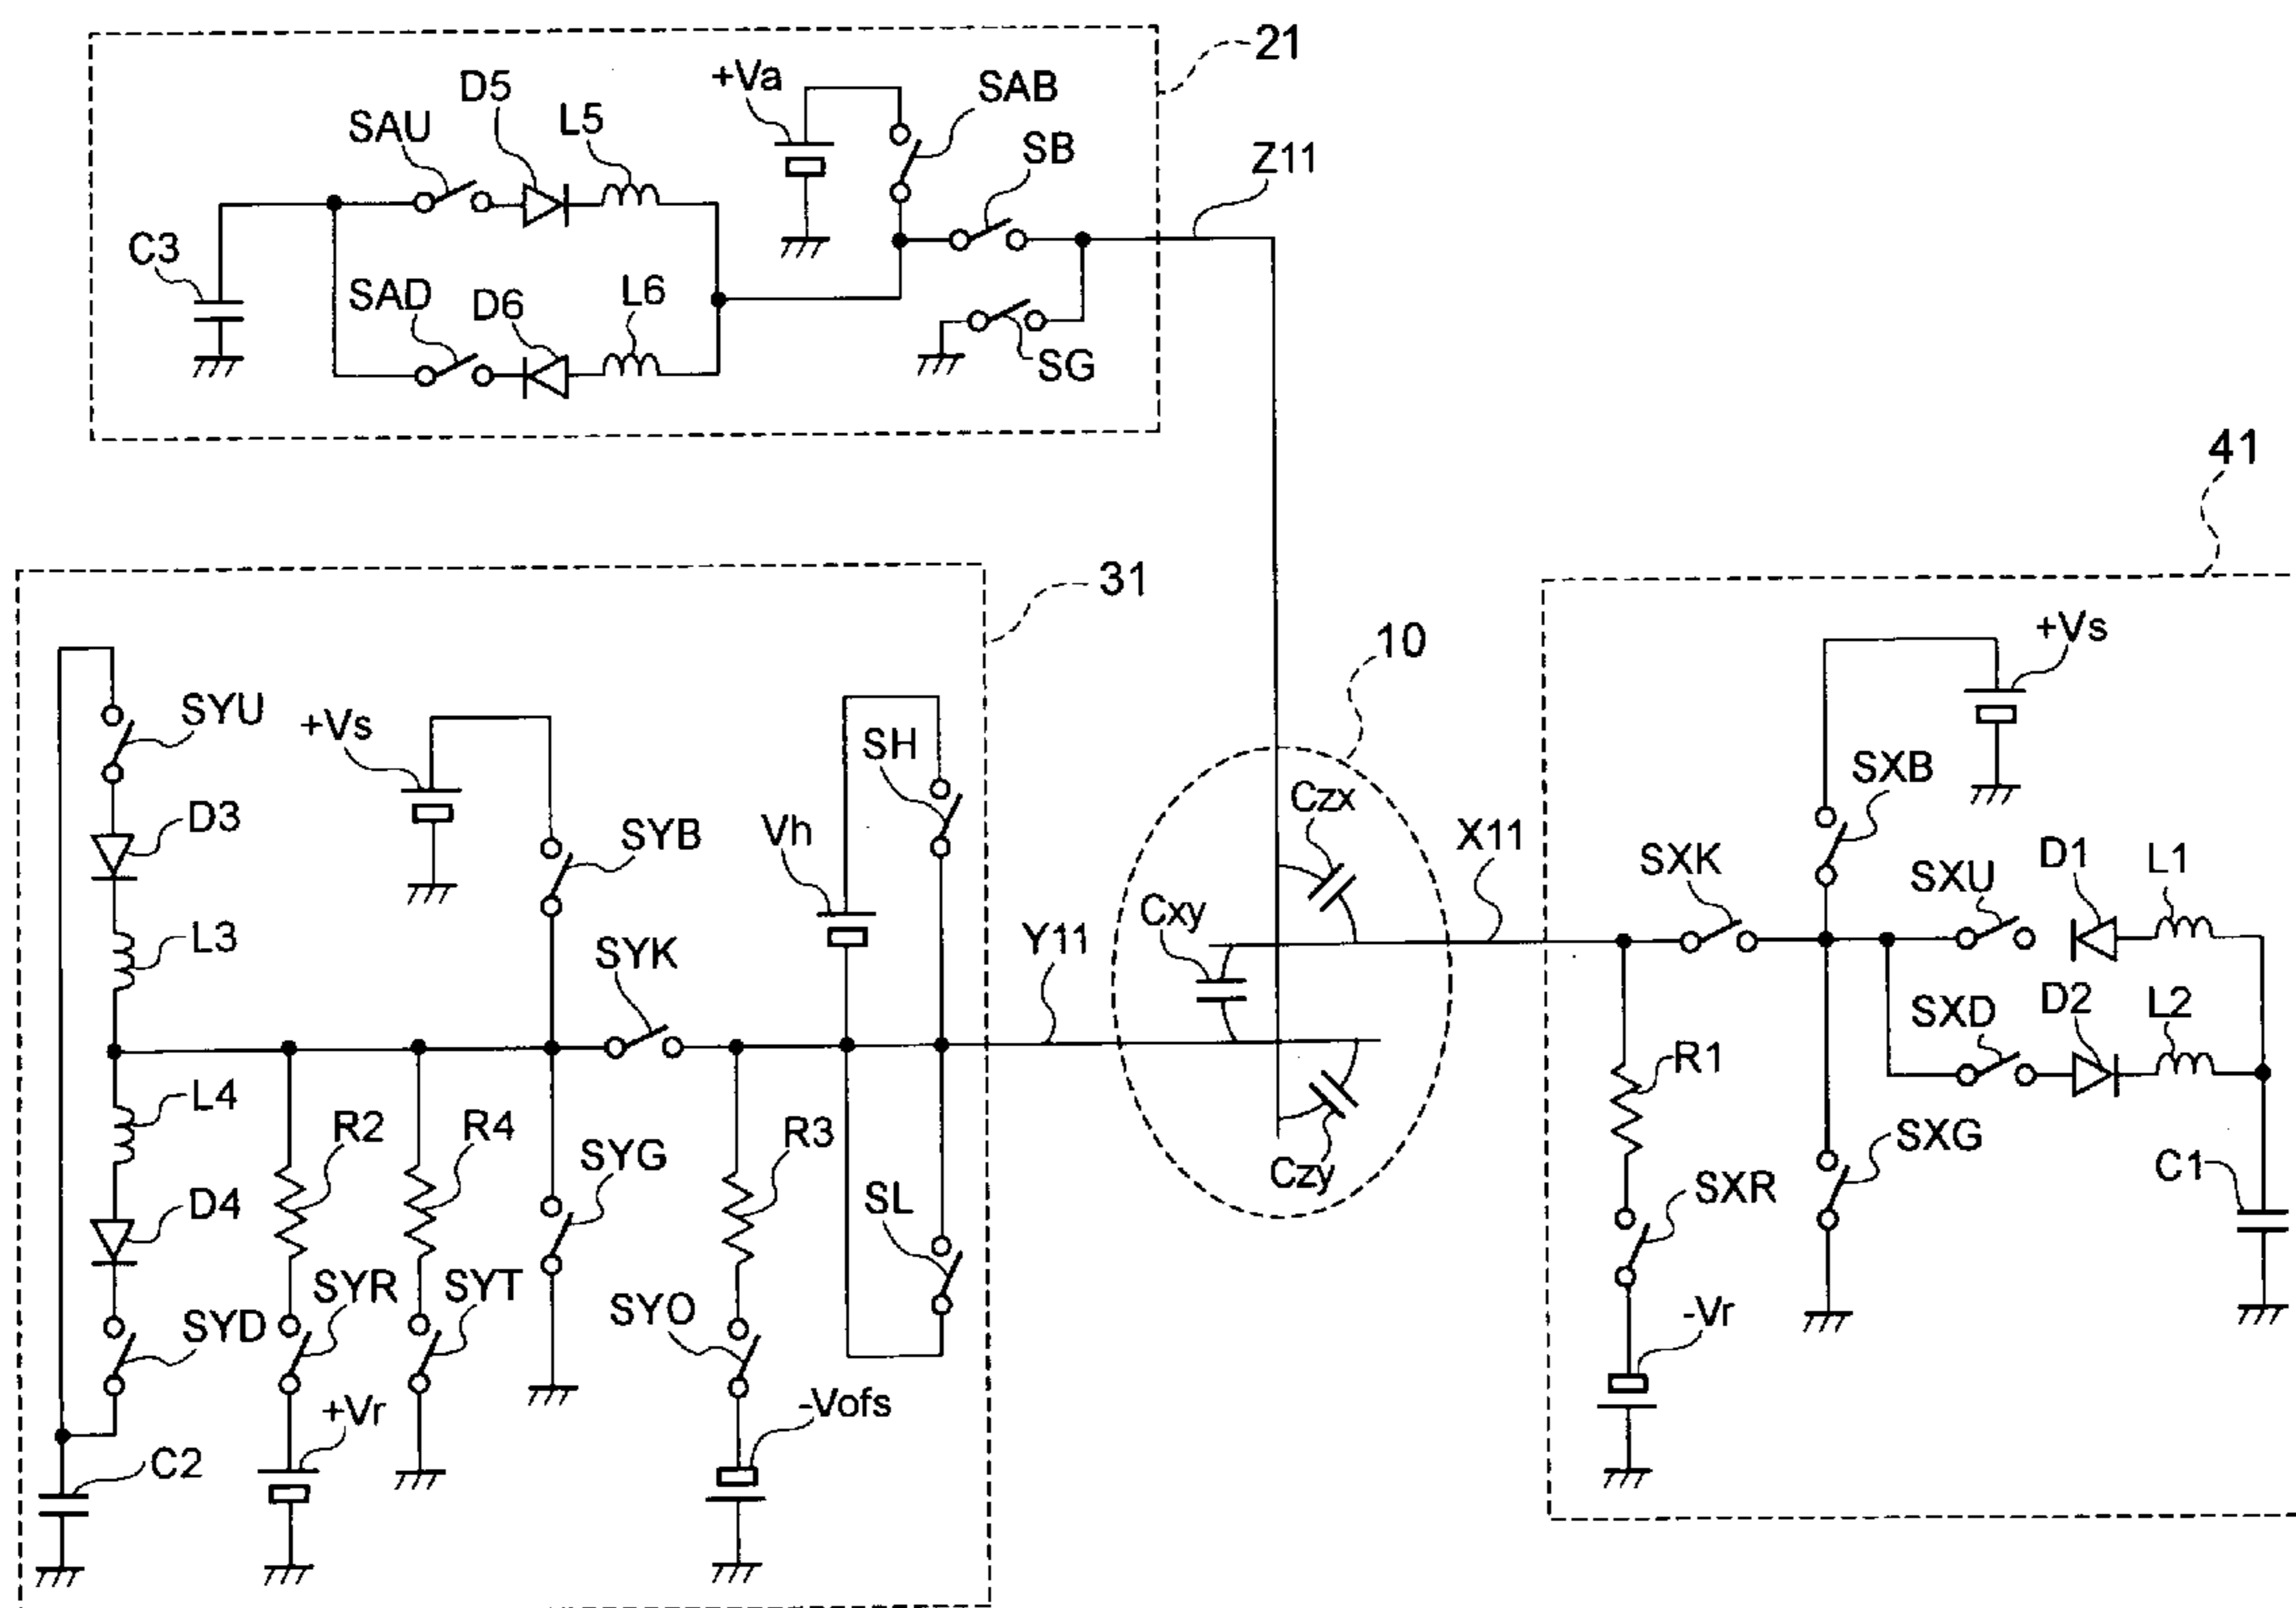 21
+Va
SAB
D5
L5
SAU
SB
Z11
C3
SAD
D6
L6
SG
41
31
10
+Vs
SYU
+Vs
SH
D3
SYB
Vh
Czx
SXB
X11
SXK
D1
L1
SXU
Cxy
L3
SYK
Y11
D2
L2
SXD
R1
L4
R2
R4
R3
SYG
Czy
SXG
C1
SL
SXR
D4
SYR
SYT
SYO
SYD
-Vr
+Vr
-Vofs
C2